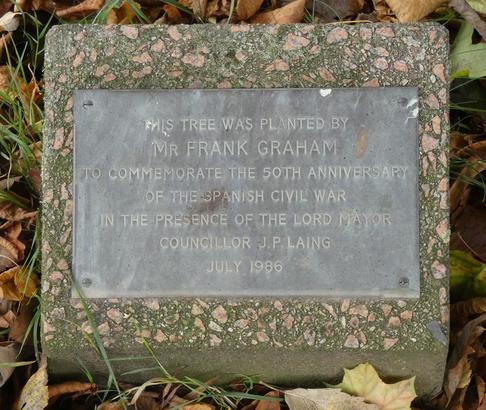 THIS TREE WAS PLANTED BY
MR FRANK GRAHAM
TO COMMEMORATE THE 50TH ANNIVERSARY
OF THE SPANISH CIVIL WAR
IN THE PRESENCE OF THE LORD MAYOR
COUNCILLOR J.P. LAING
JULY 1986